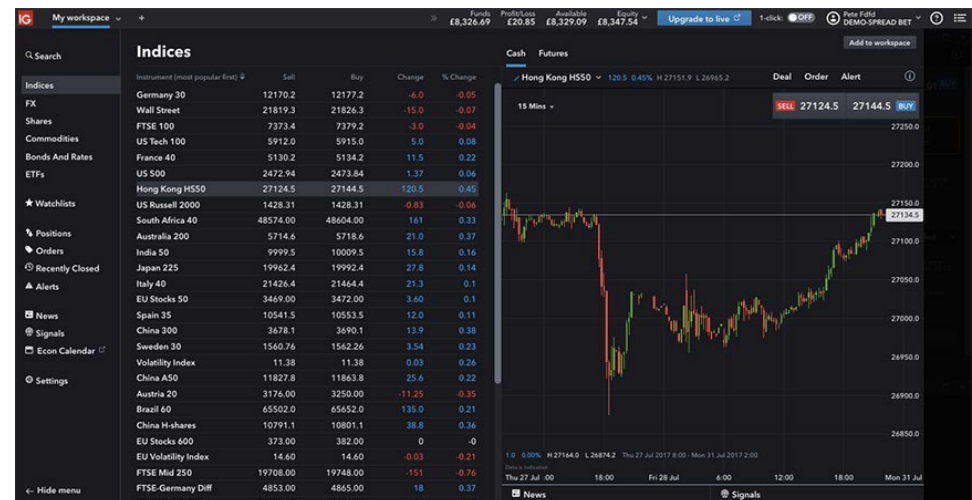 IG My workspace + » Funds £8,326.69 Profit/Loss £20.85 Available £8,329.09 Equity £8,347.54 Upgrade to live 1-click: OFF Pete Fdfd DEMO-SPREAD BET
Search
Indices
FX
Shares
Commodities
Bonds And Rates
ETFs
Watchlists
Positions
Orders
Recently Closed
Alerts
News
Signals
Econ Calendar
Settings
← Hide menu
Indices
Instrument (most popular first) Sell Buy Change % Change
Germany 30 12170.2 12177.2 -6.0 -0.05
Wall Street 21819.3 21826.3 -15.0 -0.07
FTSE 100 7373.4 7379.2 -3.0 -0.04
US Tech 100 5912.0 5915.0 5.0 0.08
France 40 5130.2 5134.2 11.5 0.22
US 500 2472.94 2473.84 1.37 0.06
Hong Kong HS50 27124.5 27144.5 120.5 0.45
US Russell 2000 1428.31 1428.31 -0.83 -0.06
South Africa 40 48574.00 48604.00 161 0.33
Australia 200 5714.6 5718.6 21.0 0.37
India 50 9999.5 10009.5 15.8 0.16
Japan 225 19962.4 19992.4 27.8 0.14
Italy 40 21426.4 21464.4 21.3 0.1
EU Stocks 50 3469.00 3472.00 3.60 0.1
Spain 35 10541.5 10553.5 12.0 0.11
China 300 3678.1 3690.1 13.9 0.38
Sweden 30 1560.76 1562.26 3.54 0.23
Volatility Index 11.38 11.38 0.03 0.26
China A50 11827.8 11863.8 25.6 0.22
Austria 20 3176.00 3250.00 -11.25 -0.35
Brazil 60 65502.0 65652.0 135.0 0.21
China H-shares 10791.1 10801.1 38.8 0.36
EU Stocks 600 373.00 382.00 0 -0
EU Volatility Index 14.60 14.60 -0.03 -0.21
FTSE Mid 250 19708.00 19748.00 -151 -0.76
FTSE-Germany Diff 4853.00 4865.00 18 0.37
Add to workspace
Cash Futures
Hong Kong HS50 120.5 0.45% H 27151.9 L 26965.2 Deal Order Alert
15 Mins SELL 27124.5 27144.5 BUY
27250.0
27200.0
27150.0
27134.5
27100.0
27050.0
27000.0
26950.0
26900.0
26850.0
1.0 0.00% H 27164.0 L 26874.2 Thu 27 Jul 2017 8:00 - Mon 31 Jul 2017 2:00
Data is indicative
Thu 27 Jul :00 18:00 Fri 28 Jul 6:00 12:00 18:00 Mon 31 Jul
News Signals